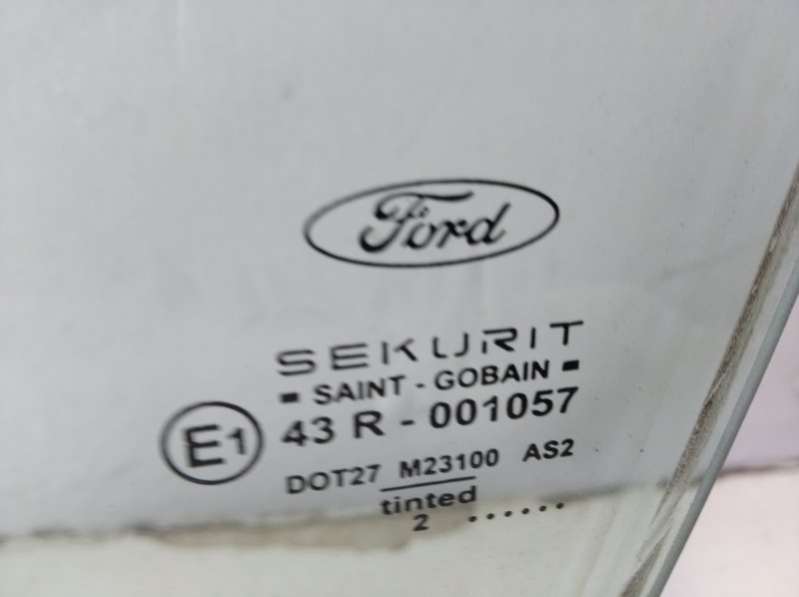 Ford
SEKURIT
SAINT - GOBAIN
E1 43 R - 001057
DOT27 M23100 AS2
tinted
2 ......